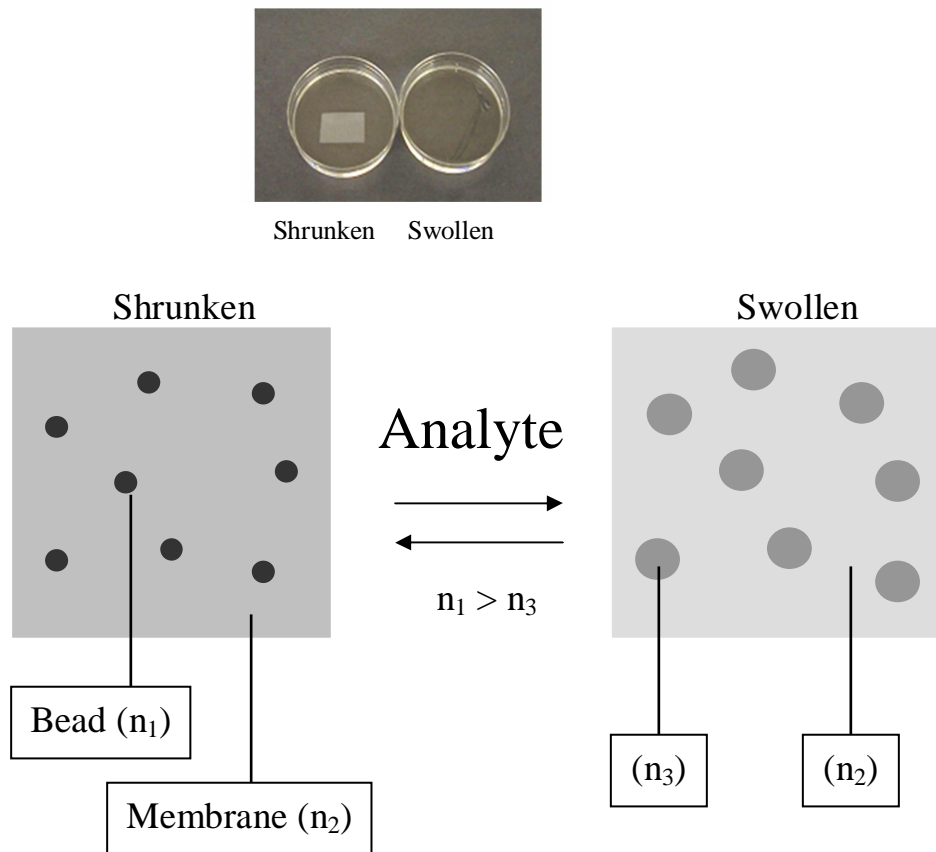 Shrunken Swollen
Shrunken
Swollen
Analyte
n₁ > n₃
Bead (n₁)
Membrane (n₂)
(n₃)
(n₂)